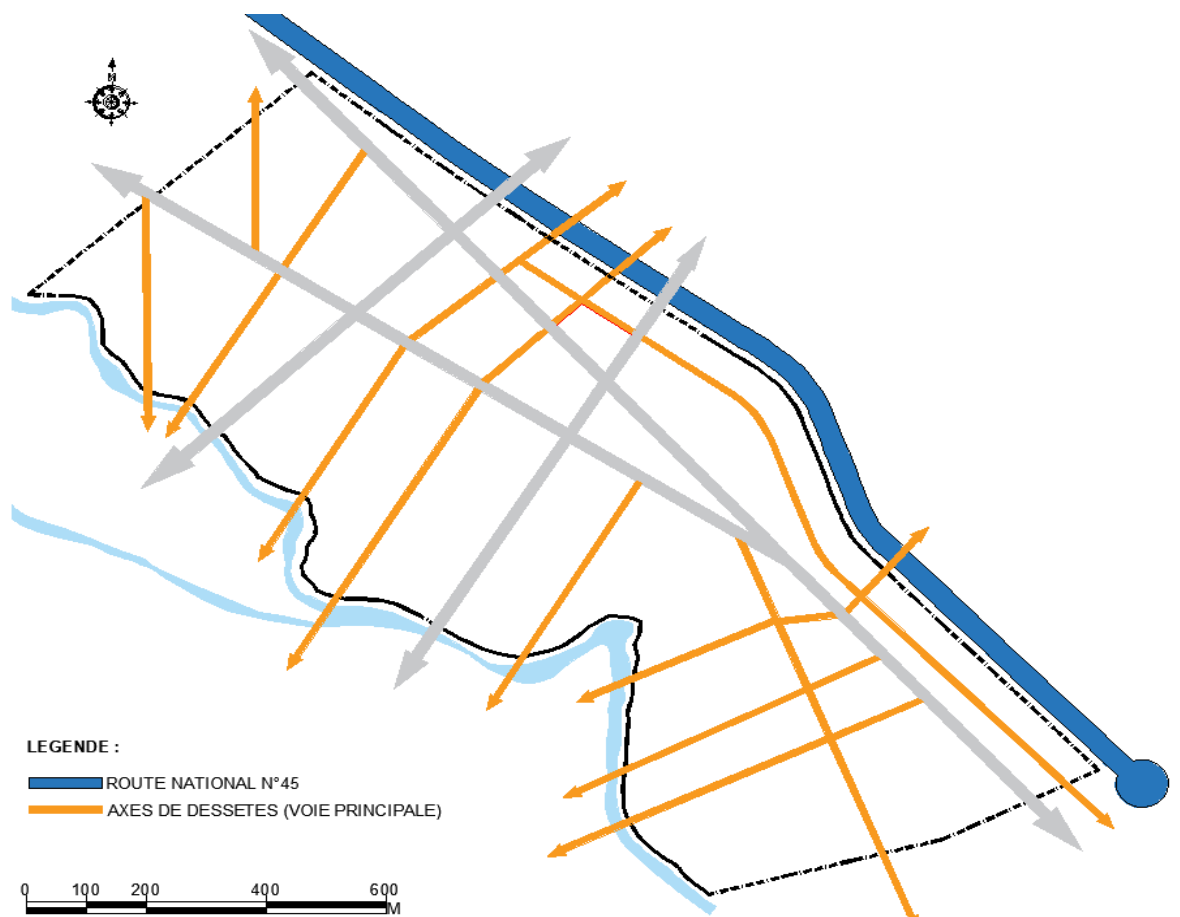 N
LEGENDE :
ROUTE NATIONAL N°45
AXES DE DESSETES (VOIE PRINCIPALE)
0 100 200 400 600
M